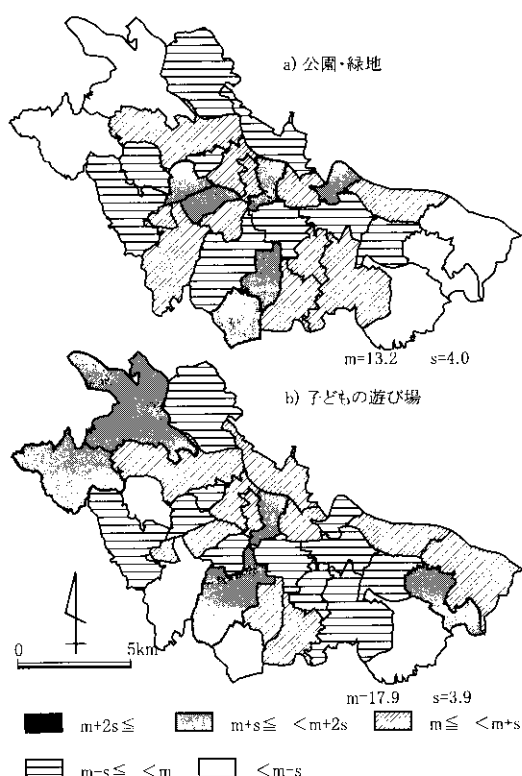 a) 公園・緑地
m=13.2 s=4.0
b) 子どもの遊び場
0 5km
m=17.9 s=3.9
m+2s≦ m+s≦ <m+2s m≦ <m+s
m-s≦ <m <m-s